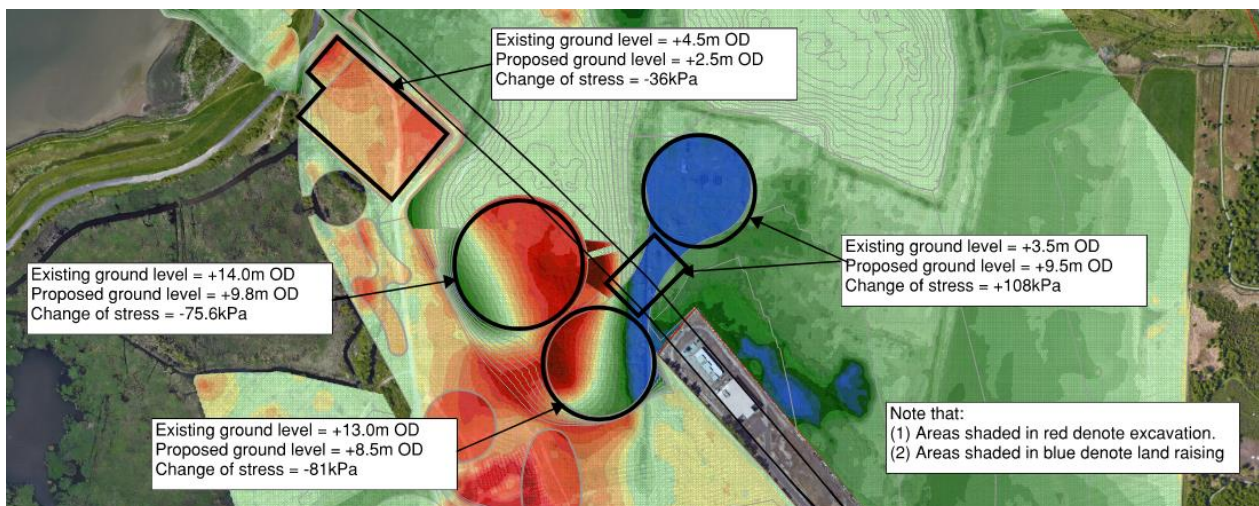 Existing ground level = +4.5m OD
Proposed ground level = +2.5m OD
Change of stress = -36kPa
Existing ground level = +3.5m OD
Proposed ground level = +9.5m OD
Change of stress = +108kPa
Existing ground level = +14.0m OD
Proposed ground level = +9.8m OD
Change of stress = -75.6kPa
Existing ground level = +13.0m OD
Proposed ground level = +8.5m OD
Change of stress = -81kPa
Note that:
(1) Areas shaded in red denote excavation.
(2) Areas shaded in blue denote land raising